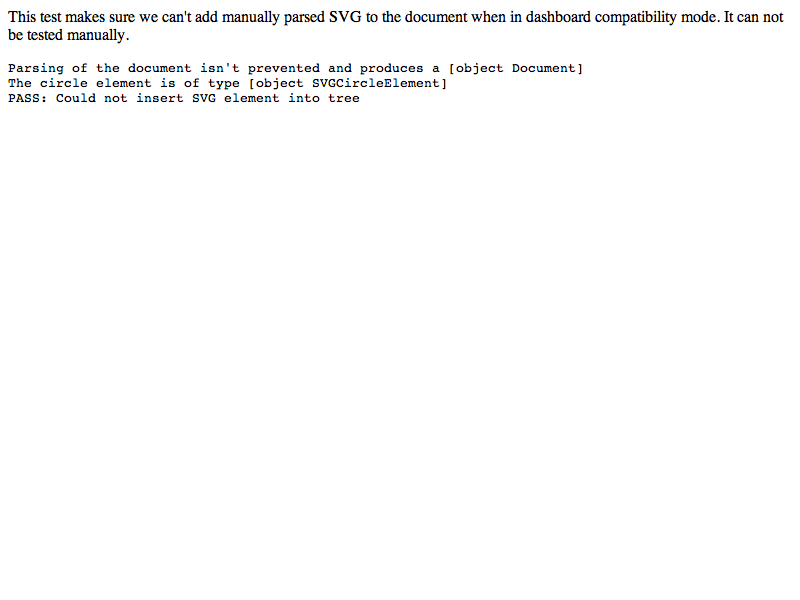 This test makes sure we can't add manually parsed SVG to the document when in dashboard compatibility mode. It can not
be tested manually.
Parsing of the document isn't prevented and produces a [object Document]
The circle element is of type [object SVGCircleElement]
PASS: Could not insert SVG element into tree